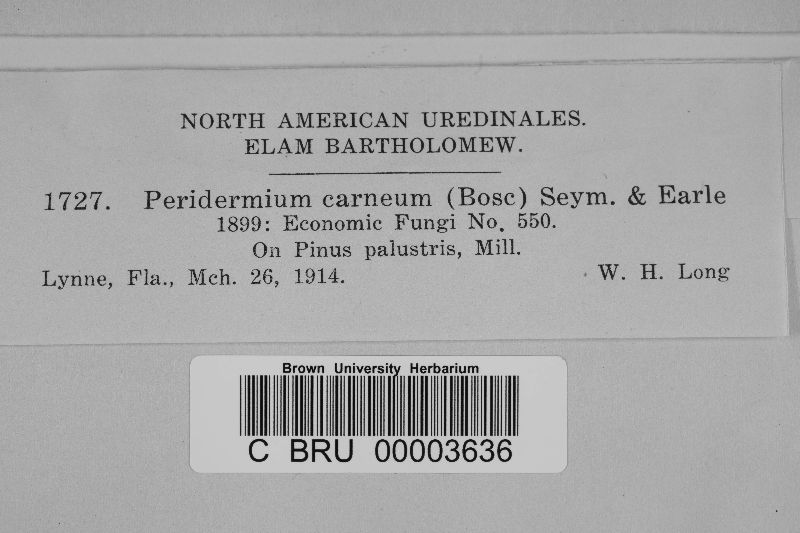 NORTH AMERICAN UREDINALES.
ELAM BARTHOLOMEW.
1727. Peridermium carneum (Bosc) Seym. & Earle
1899: Economic Fungi No. 550.
On Pinus palustris, Mill.
Lynne, Fla., Mch. 26, 1914. W. H. Long
Brown University Herbarium
C BRU 00003636